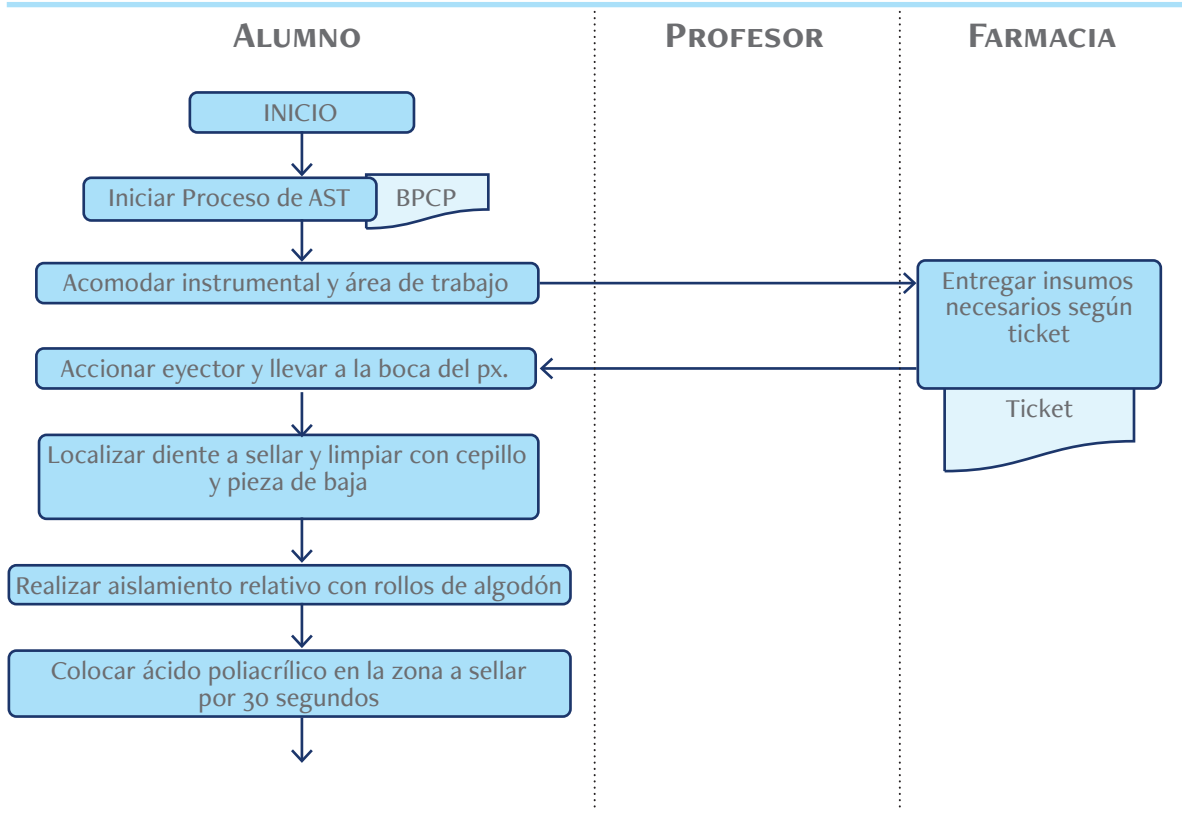 ALUMNO
PROFESOR
FARMACIA
INICIO
Iniciar Proceso de AST
BPCP
Acomodar instrumental y área de trabajo
Entregar insumos
necesarios según
ticket
Accionar eyector y llevar a la boca del px.
Ticket
Localizar diente a sellar y limpiar con cepillo
y pieza de baja
Realizar aislamiento relativo con rollos de algodón
Colocar ácido poliacrílico en la zona a sellar
por 30 segundos